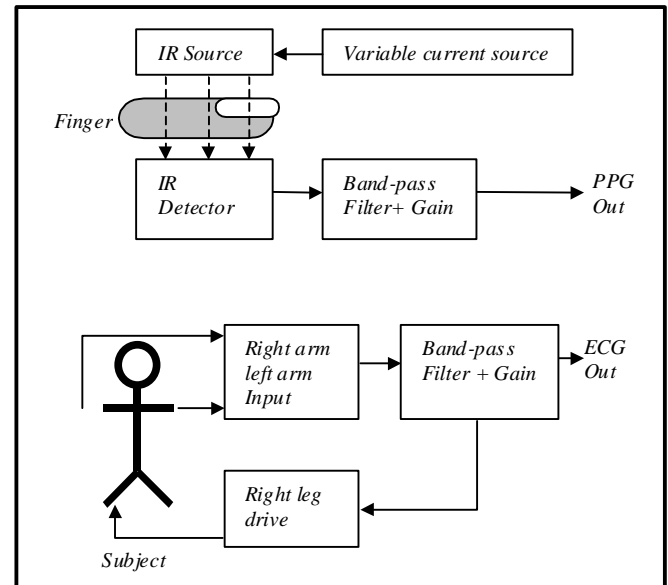 IR Source
Variable current source
Finger
IR
Detector
Band-pass
Filter+ Gain
PPG
Out
Right arm
left arm
Input
Band-pass
Filter + Gain
ECG
Out
Right leg
drive
Subject